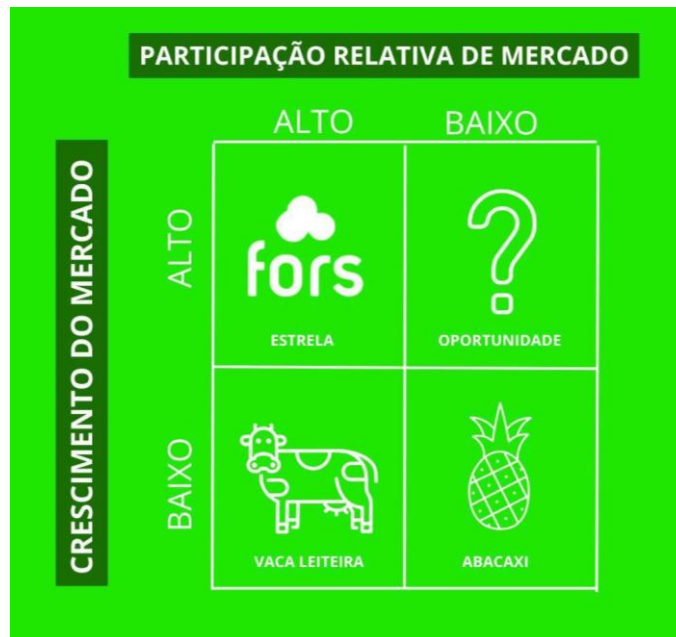 PARTICIPAÇÃO RELATIVA DE MERCADO
ALTO BAIXO
CRESCIMENTO DO MERCADO
ALTO
fors
?
ESTRELA OPORTUNIDADE
BAIXO
VACA LEITEIRA ABACAXI